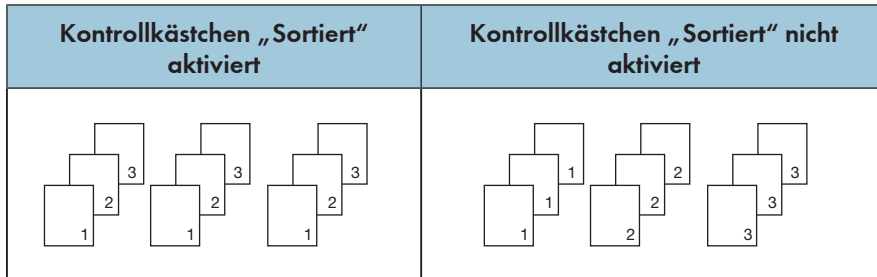 Kontrollkästchen „Sortiert“
aktiviert
Kontrollkästchen „Sortiert“ nicht
aktiviert
3 3 3
2 2 2
1 1 1
1 2 3
1 2 3
1 2 3